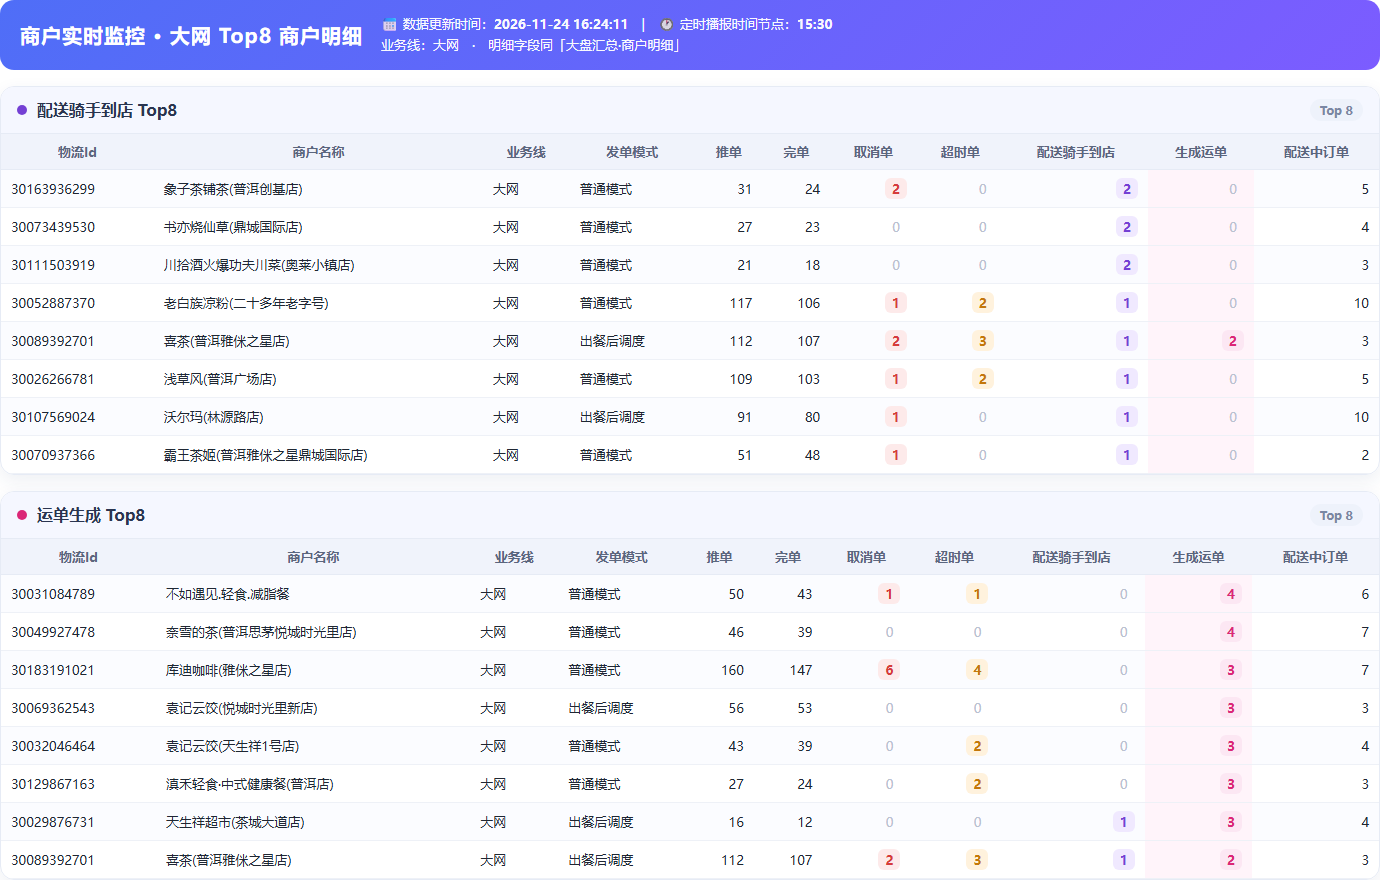 商户实时监控 · 大网 Top8 商户明细
数据更新时间：2026-11-24 16:24:11 | 定时播报时间节点：15:30
业务线：大网 · 明细字段同「大盘汇总·商户明细」
配送骑手到店 Top8 Top 8
物流Id 商户名称 业务线 发单模式 推单 完单 取消单 超时单 配送骑手到店 生成运单 配送中订单
30163936299 象子茶铺茶(普洱创基店) 大网 普通模式 31 24 2 0 2 0 5
30073439530 书亦烧仙草(鼎城国际店) 大网 普通模式 27 23 0 0 2 0 4
30111503919 川拾酒火爆功夫川菜(奥莱小镇店) 大网 普通模式 21 18 0 0 2 0 3
30052887370 老白族凉粉(二十多年老字号) 大网 普通模式 117 106 1 2 1 0 10
30089392701 喜茶(普洱雅侎之星店) 大网 出餐后调度 112 107 2 3 1 2 3
30026266781 浅草风(普洱广场店) 大网 普通模式 109 103 1 2 1 0 5
30107569024 沃尔玛(林源路店) 大网 出餐后调度 91 80 1 0 1 0 10
30070937366 霸王茶姬(普洱雅侎之星鼎城国际店) 大网 普通模式 51 48 1 0 1 0 2
运单生成 Top8 Top 8
物流Id 商户名称 业务线 发单模式 推单 完单 取消单 超时单 配送骑手到店 生成运单 配送中订单
30031084789 不如遇见.轻食.减脂餐 大网 普通模式 50 43 1 1 0 4 6
30049927478 奈雪的茶(普洱思茅悦城时光里店) 大网 普通模式 46 39 0 0 0 4 7
30183191021 库迪咖啡(雅侎之星店) 大网 普通模式 160 147 6 4 0 3 7
30069362543 袁记云饺(悦城时光里新店) 大网 出餐后调度 56 53 0 0 0 3 3
30032046464 袁记云饺(天生祥1号店) 大网 普通模式 43 39 0 2 0 3 4
30129867163 滇禾轻食·中式健康餐(普洱店) 大网 普通模式 27 24 0 2 0 3 3
30029876731 天生祥超市(茶城大道店) 大网 出餐后调度 16 12 0 0 1 3 4
30089392701 喜茶(普洱雅侎之星店) 大网 出餐后调度 112 107 2 3 1 2 3